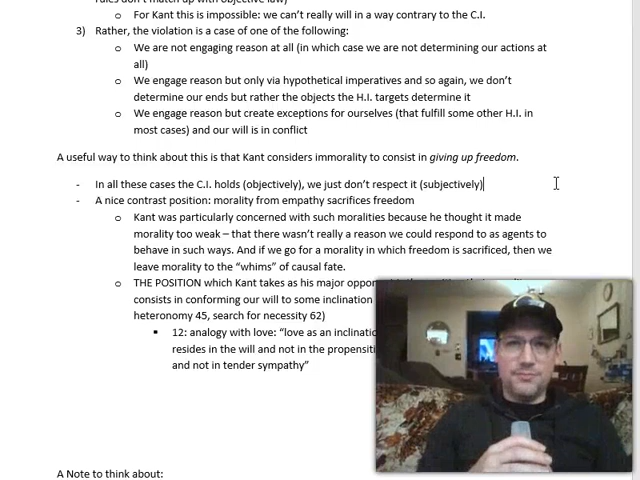 rules don't match up with objective law)
o For Kant this is impossible: we can't really will in a way contrary to the C.I.
3) Rather, the violation is a case of one of the following:
o We are not engaging reason at all (in which case we are not determining our actions at
all)
o We engage reason but only via hypothetical imperatives and so again, we don't
determine our ends but rather the objects the H.I. targets determine it
o We engage reason but create exceptions for ourselves (that fulfill some other H.I. in
most cases) and our will is in conflict
A useful way to think about this is that Kant considers immorality to consist in giving up freedom.
- In all these cases the C.I. holds (objectively), we just don't respect it (subjectively)
- A nice contrast position: morality from empathy sacrifices freedom
o Kant was particularly concerned with such moralities because he thought it made
morality too weak – that there wasn't really a reason we could respond to as agents to
behave in such ways. And if we go for a morality in which freedom is sacrificed, then we
leave morality to the "whims" of causal fate.
o THE POSITION which Kant takes as his major
consists in conforming our will to some inclination
heteronomy 45, search for necessity 62)
▪ 12: analogy with love: "love as an
resides in the will and not in the
and not in tender sympathy"
A Note to think about: